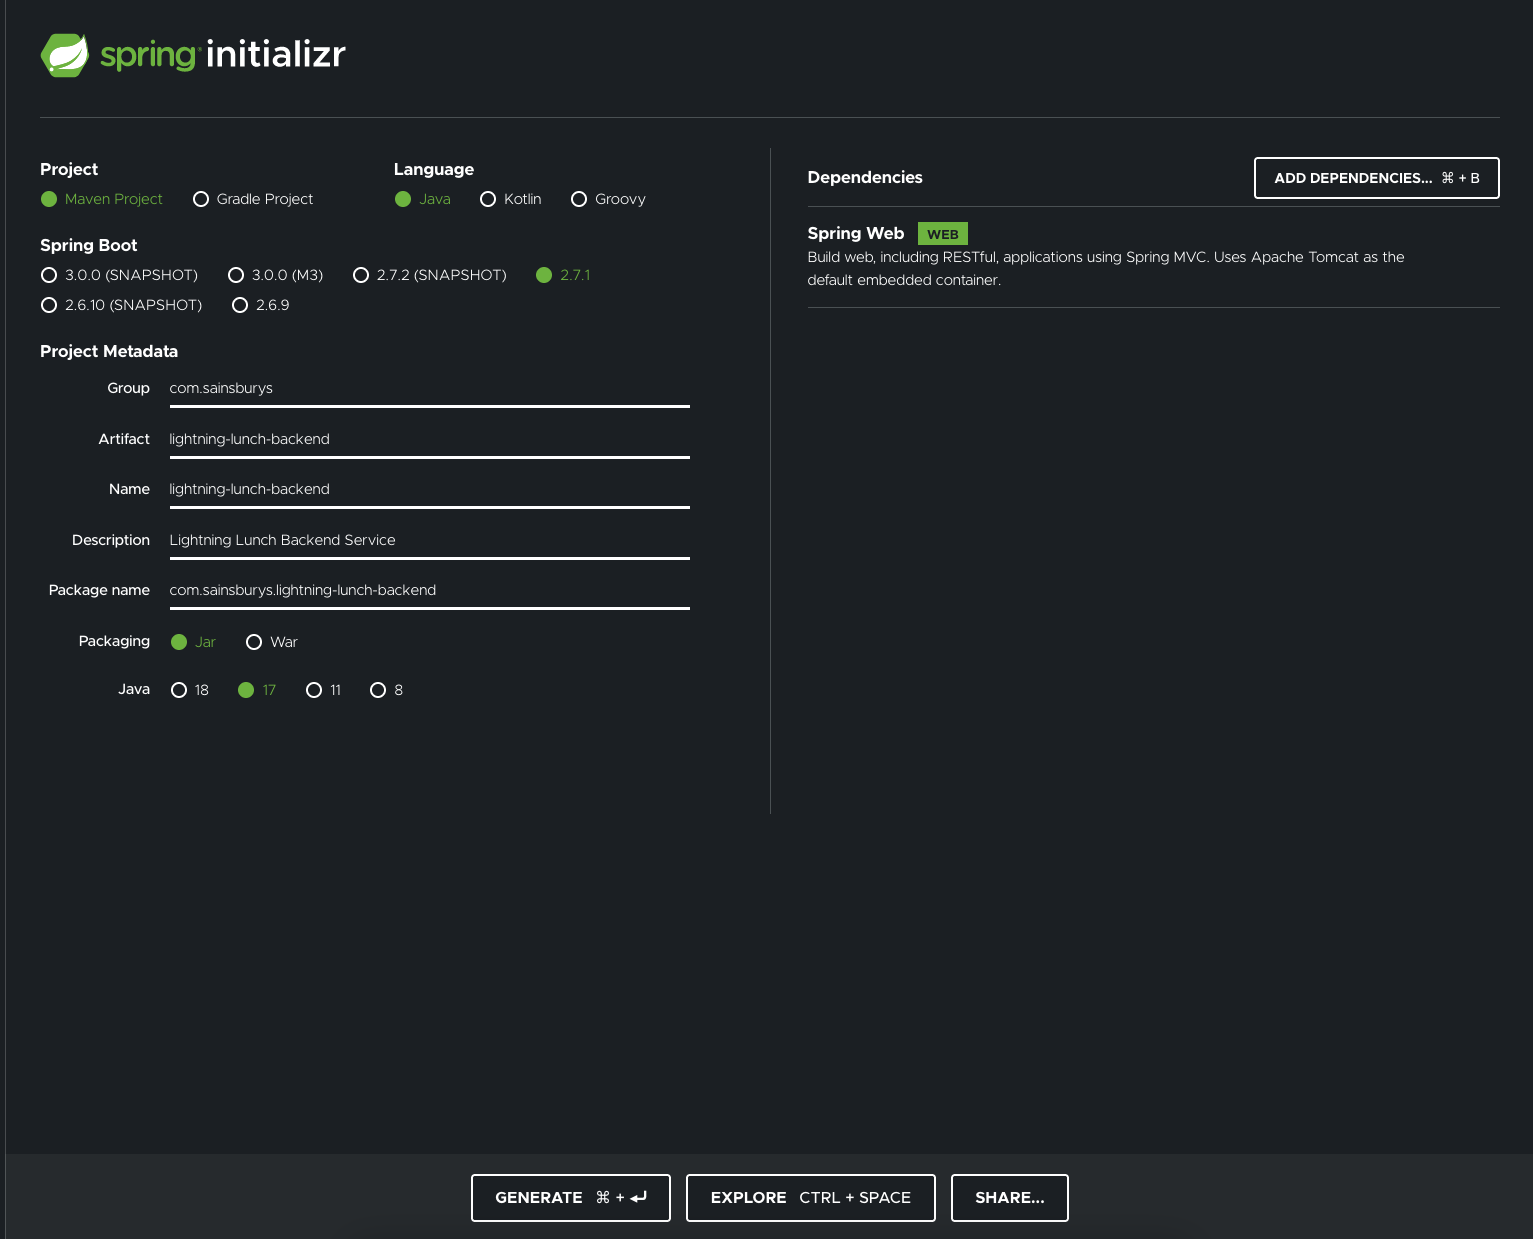 spring initializr
Project
Maven Project Gradle Project
Language
Java Kotlin Groovy
Spring Boot
3.0.0 (SNAPSHOT) 3.0.0 (M3) 2.7.2 (SNAPSHOT) 2.7.1
2.6.10 (SNAPSHOT) 2.6.9
Project Metadata
Group com.sainsburys
Artifact lightning-lunch-backend
Name lightning-lunch-backend
Description Lightning Lunch Backend Service
Package name com.sainsburys.lightning-lunch-backend
Packaging Jar War
Java 18 17 11 8
Dependencies
ADD DEPENDENCIES... ⌘ + B
Spring Web WEB
Build web, including RESTful, applications using Spring MVC. Uses Apache Tomcat as the
default embedded container.
GENERATE ⌘ + ⏎ EXPLORE CTRL + SPACE SHARE...